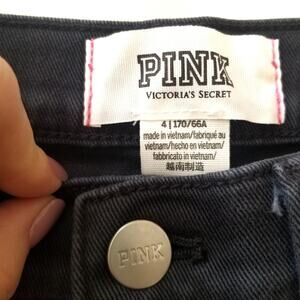 PINK
VICTORIA'S SECRET
4 | 170/66A
made in vietnam/fabriqué au
vietnam/hecho en vietnam/
fabbricato in vietnam/
越南制造
PINK